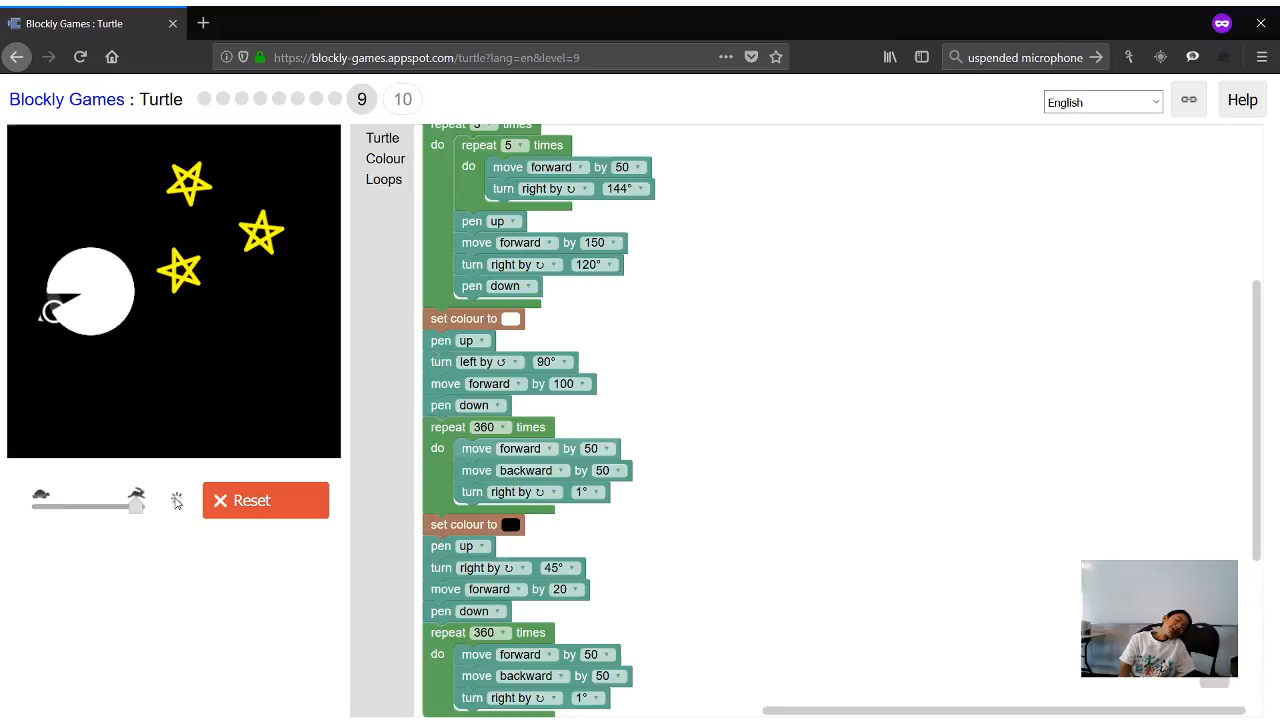 Blockly Games : Turtle
https://blockly-games.appspot.com/turtle?lang=en&level=9
uspended microphone
Blockly Games : Turtle
9
10
English
Help
Turtle
Colour
Loops
Reset
repeat times
do repeat 5 times
do move forward by 50
turn right by ↻ 144°
pen up
move forward by 150
turn right by ↻ 120°
pen down
set colour to
pen up
turn left by ↺ 90°
move forward by 100
pen down
repeat 360 times
do move forward by 50
move backward by 50
turn right by ↻ 1°
set colour to
pen up
turn right by ↻ 45°
move forward by 20
pen down
repeat 360 times
do move forward by 50
move backward by 50
turn right by ↻ 1°